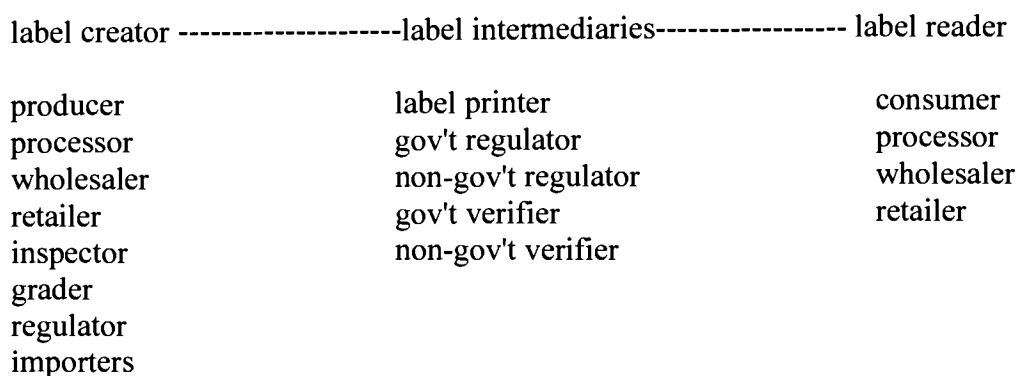 label creator ---------------------label intermediaries------------------ label reader
producer label printer consumer
processor gov't regulator processor
wholesaler non-gov't regulator wholesaler
retailer gov't verifier retailer
inspector non-gov't verifier
grader
regulator
importers